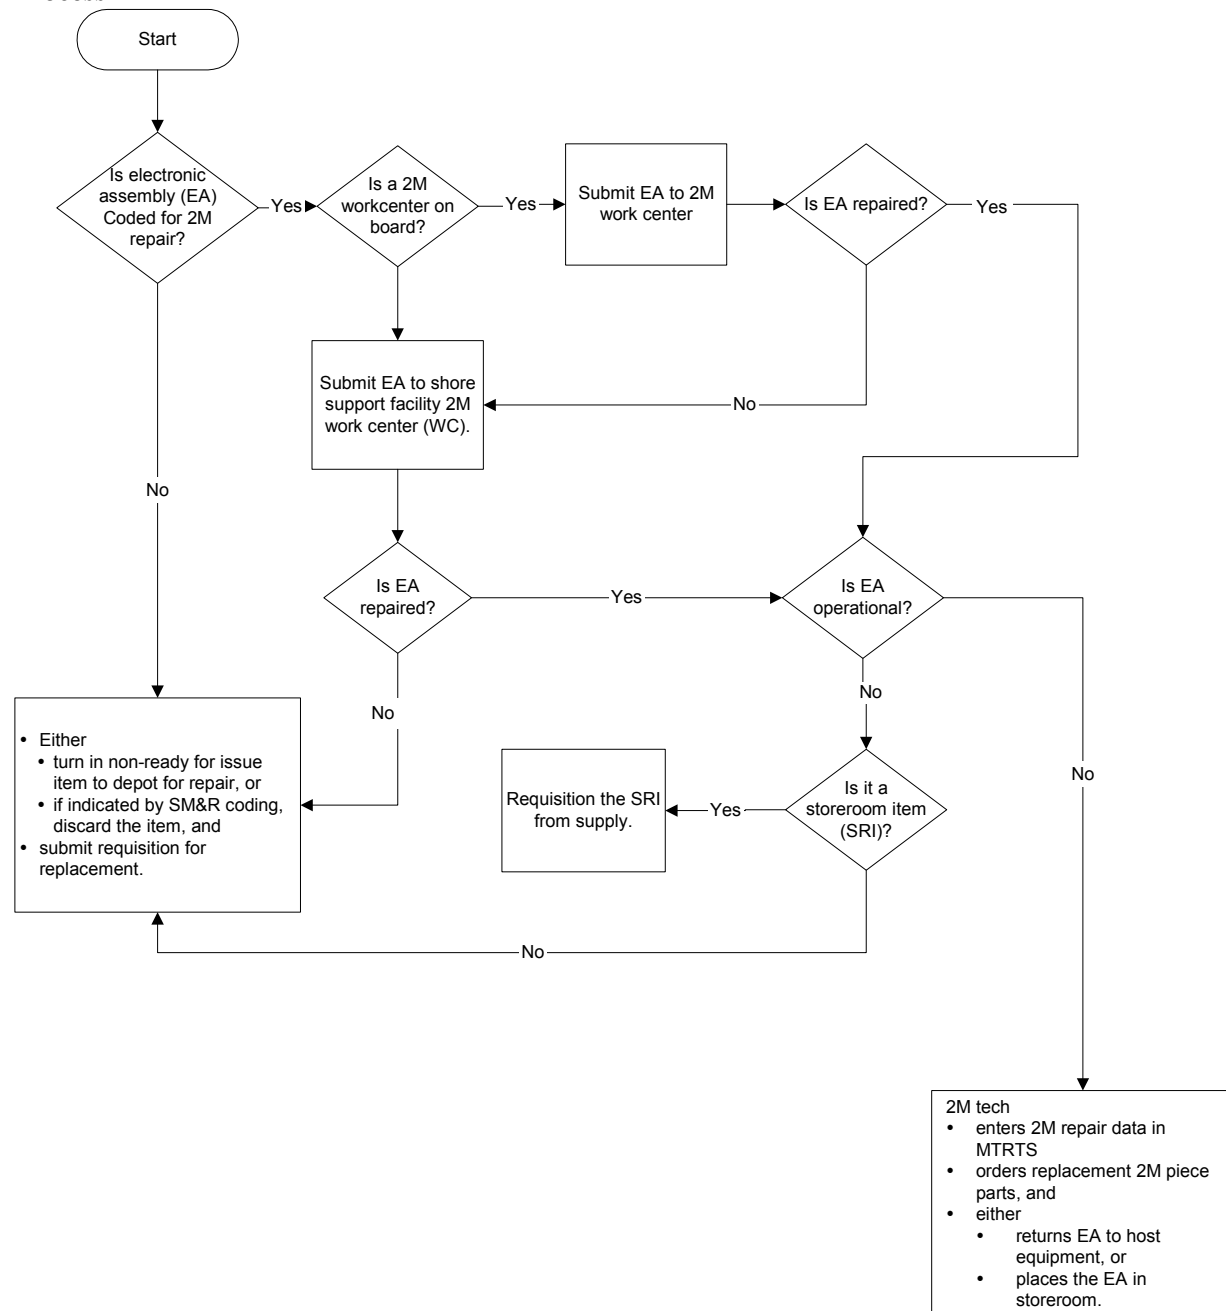 Start
Is electronic
assembly (EA)
Coded for 2M
repair?
Yes
Is a 2M
workcenter on
board?
Yes
Submit EA to 2M
work center
Is EA repaired?
Yes
Submit EA to shore
support facility 2M
work center (WC).
No
No
Is EA
repaired?
Yes
Is EA
operational?
No
No
• Either
• turn in non-ready for issue
item to depot for repair, or
• if indicated by SM&R coding,
discard the item, and
• submit requisition for
replacement.
Requisition the SRI
from supply.
Yes
Is it a
storeroom item
(SRI)?
No
No
2M tech
• enters 2M repair data in
MTRTS
• orders replacement 2M piece
parts, and
• either
• returns EA to host
equipment, or
• places the EA in
storeroom.